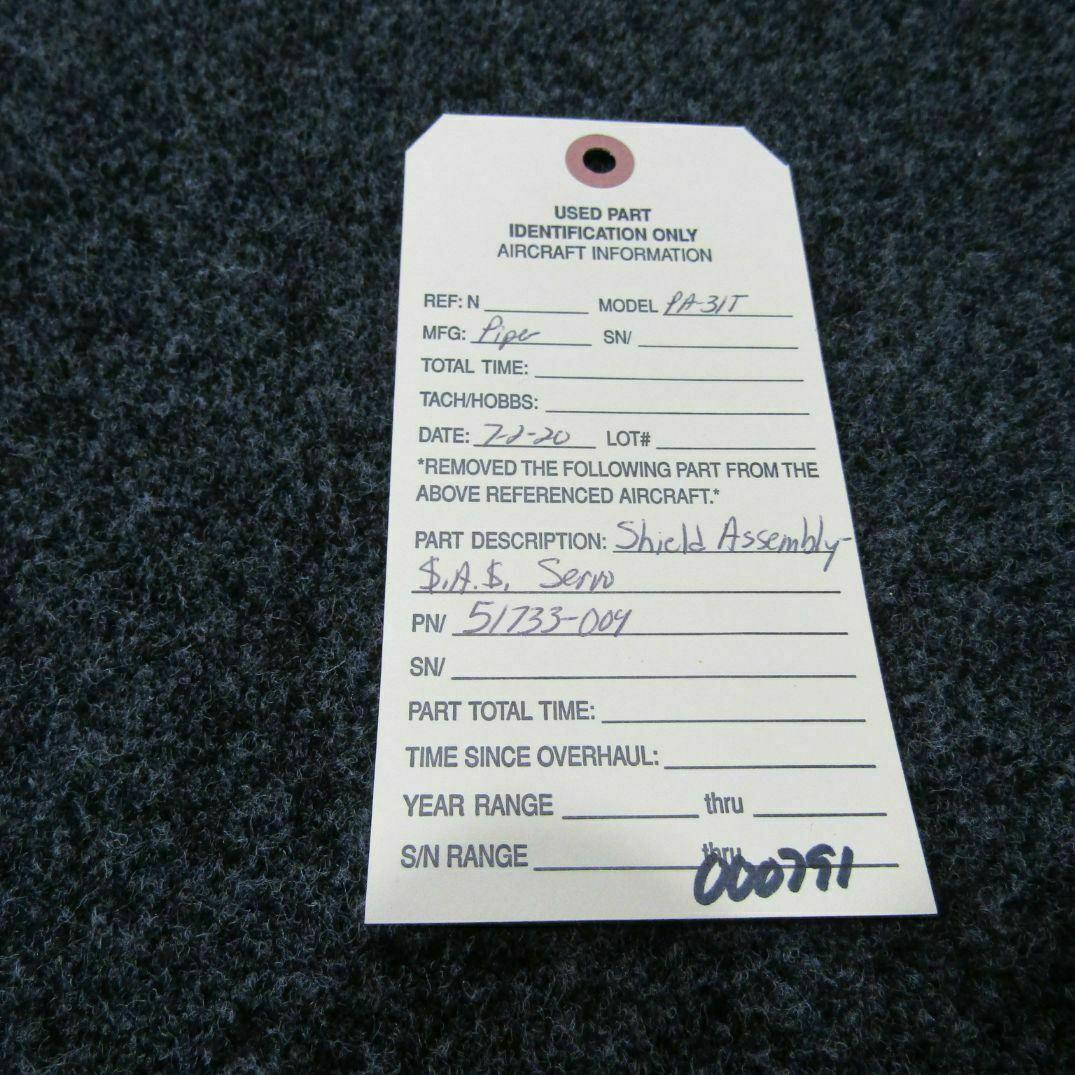 USED PART
IDENTIFICATION ONLY
AIRCRAFT INFORMATION
REF: N MODEL PA-31T
MFG: Piper SN/
TOTAL TIME:
TACH/HOBBS:
DATE: 7-2-20 LOT#
*REMOVED THE FOLLOWING PART FROM THE
ABOVE REFERENCED AIRCRAFT.*
PART DESCRIPTION: Shield Assembly-
S.A.S. Servo
PN/ 51733-004
SN/
PART TOTAL TIME:
TIME SINCE OVERHAUL:
YEAR RANGE thru
S/N RANGE thru
000791